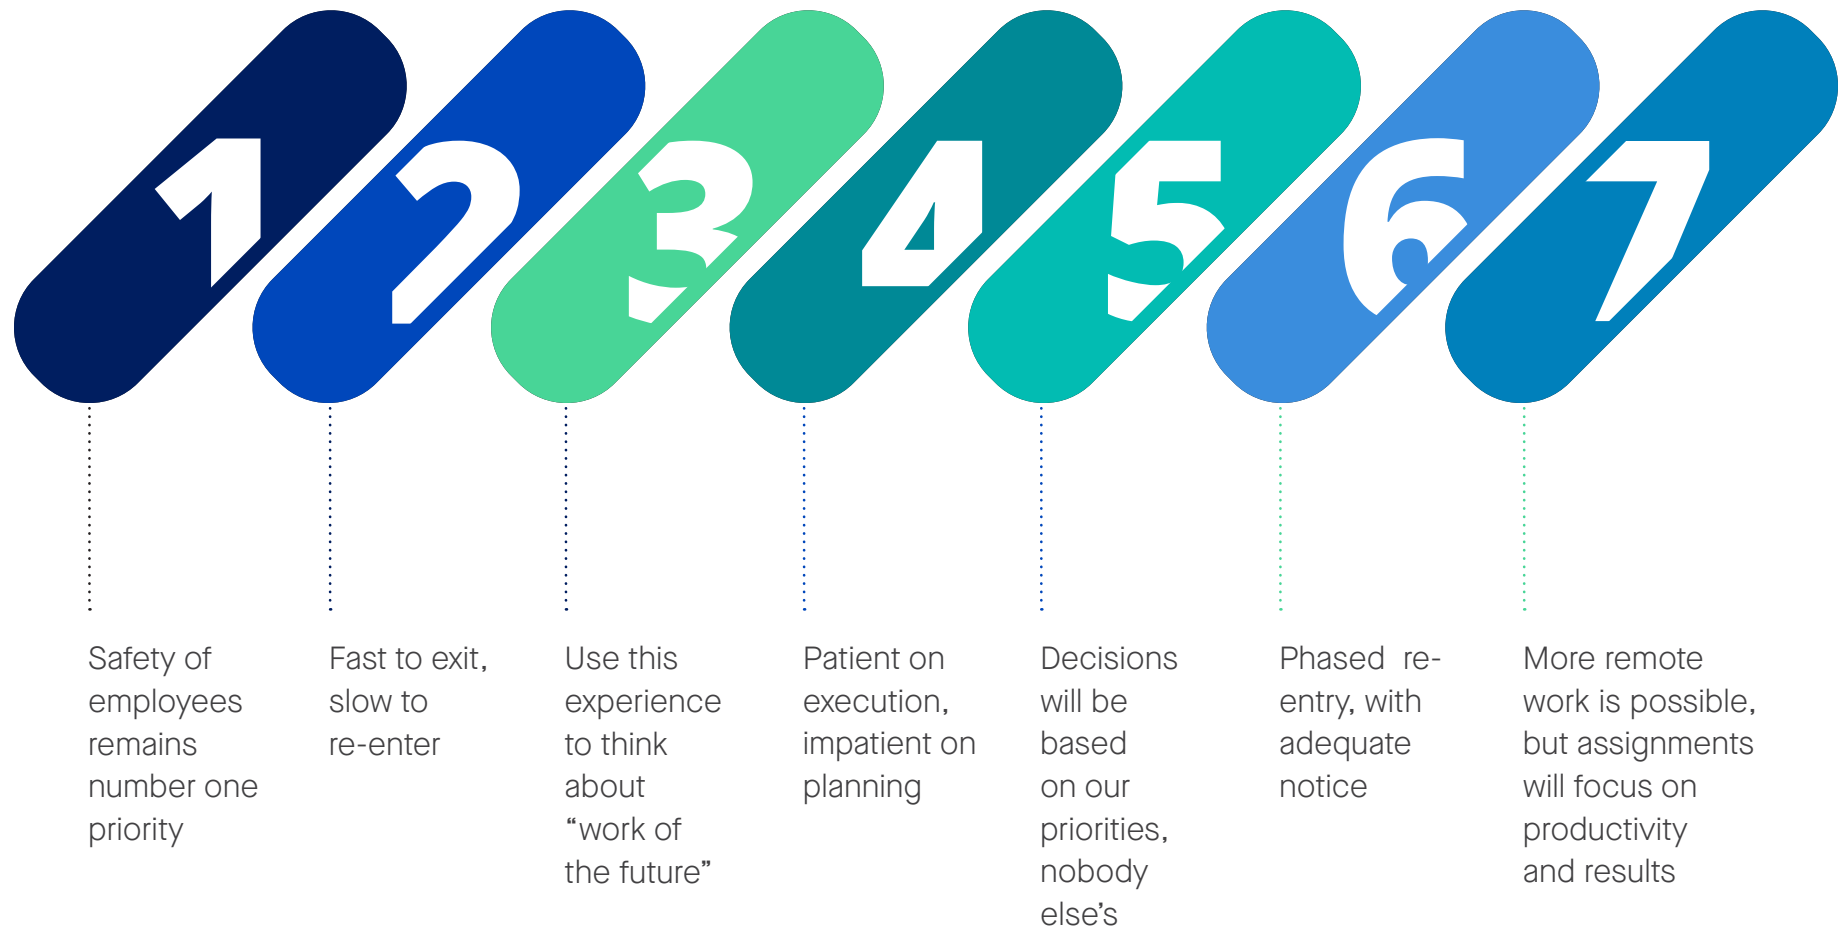 1
2
3
4
5
6
7
Safety of
employees
remains
number one
priority
Fast to exit,
slow to
re-enter
Use this
experience
to think
about
“work of
the future”
Patient on
execution,
impatient on
planning
Decisions
will be
based
on our
priorities,
nobody
else’s
Phased re-
entry, with
adequate
notice
More remote
work is possible,
but assignments
will focus on
productivity
and results